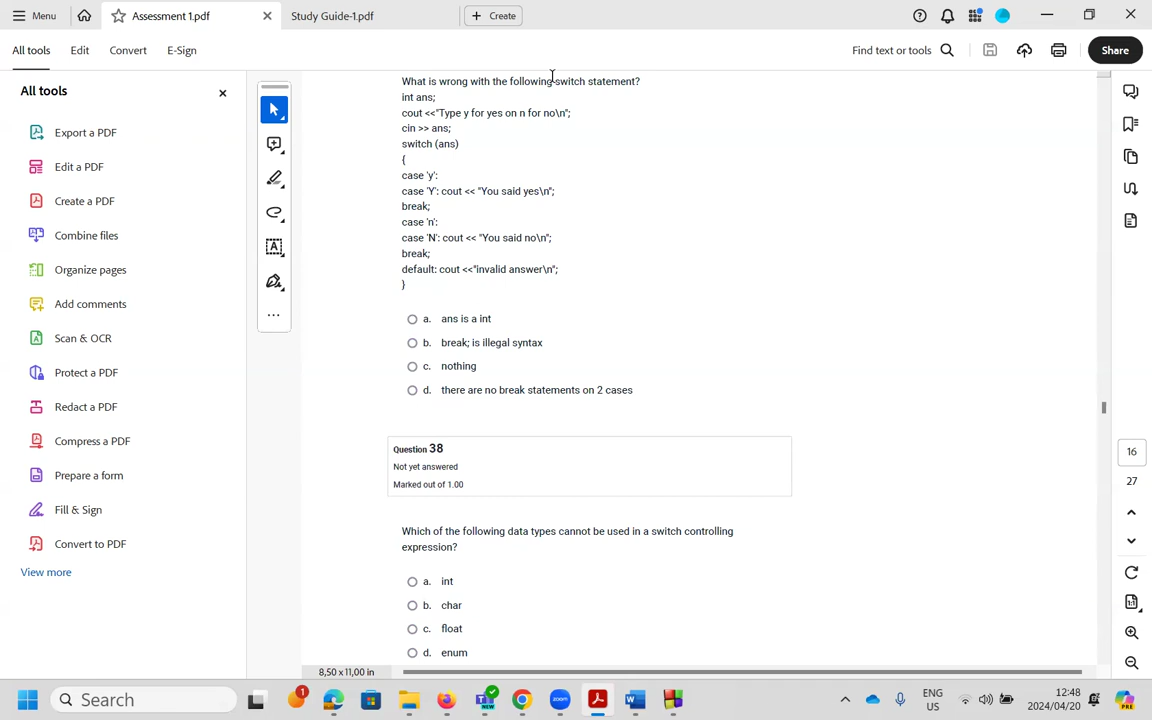 Menu
Assessment 1.pdf
Study Guide-1.pdf
Create
All tools
Edit
Convert
E-Sign
Find text or tools
Share
All tools
Export a PDF
Edit a PDF
Create a PDF
Combine files
Organize pages
Add comments
Scan & OCR
Protect a PDF
Redact a PDF
Compress a PDF
Prepare a form
Fill & Sign
Convert to PDF
View more
What is wrong with the following switch statement?
int ans;
cout <<"Type y for yes on n for no\n";
cin >> ans;
switch (ans)
{
case 'y':
case 'Y': cout << "You said yes\n";
break;
case 'n':
case 'N': cout << "You said no\n";
break;
default: cout <<"invalid answer\n";
}
a. ans is a int
b. break; is illegal syntax
c. nothing
d. there are no break statements on 2 cases
Question 38
Not yet answered
Marked out of 1.00
Which of the following data types cannot be used in a switch controlling
expression?
a. int
b. char
c. float
d. enum
8,50 x 11,00 in
16
27
Search
ENG
US
12:48
2024/04/20